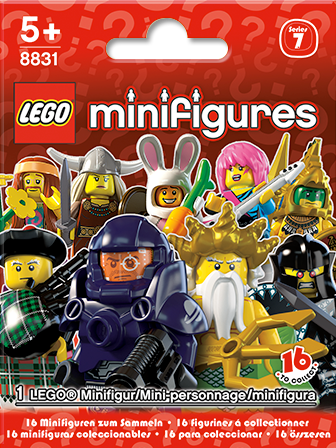 5+
8831
Series
7
LEGO minifigures
16
TO COLLECT
1 LEGO® Minifigur/Mini-personnage/minifigura
16 Minifiguren zum Sammeln • 16 figurines à collectionner
16 minifiguras coleccionables • 16 para coleccionar • 16 összesen